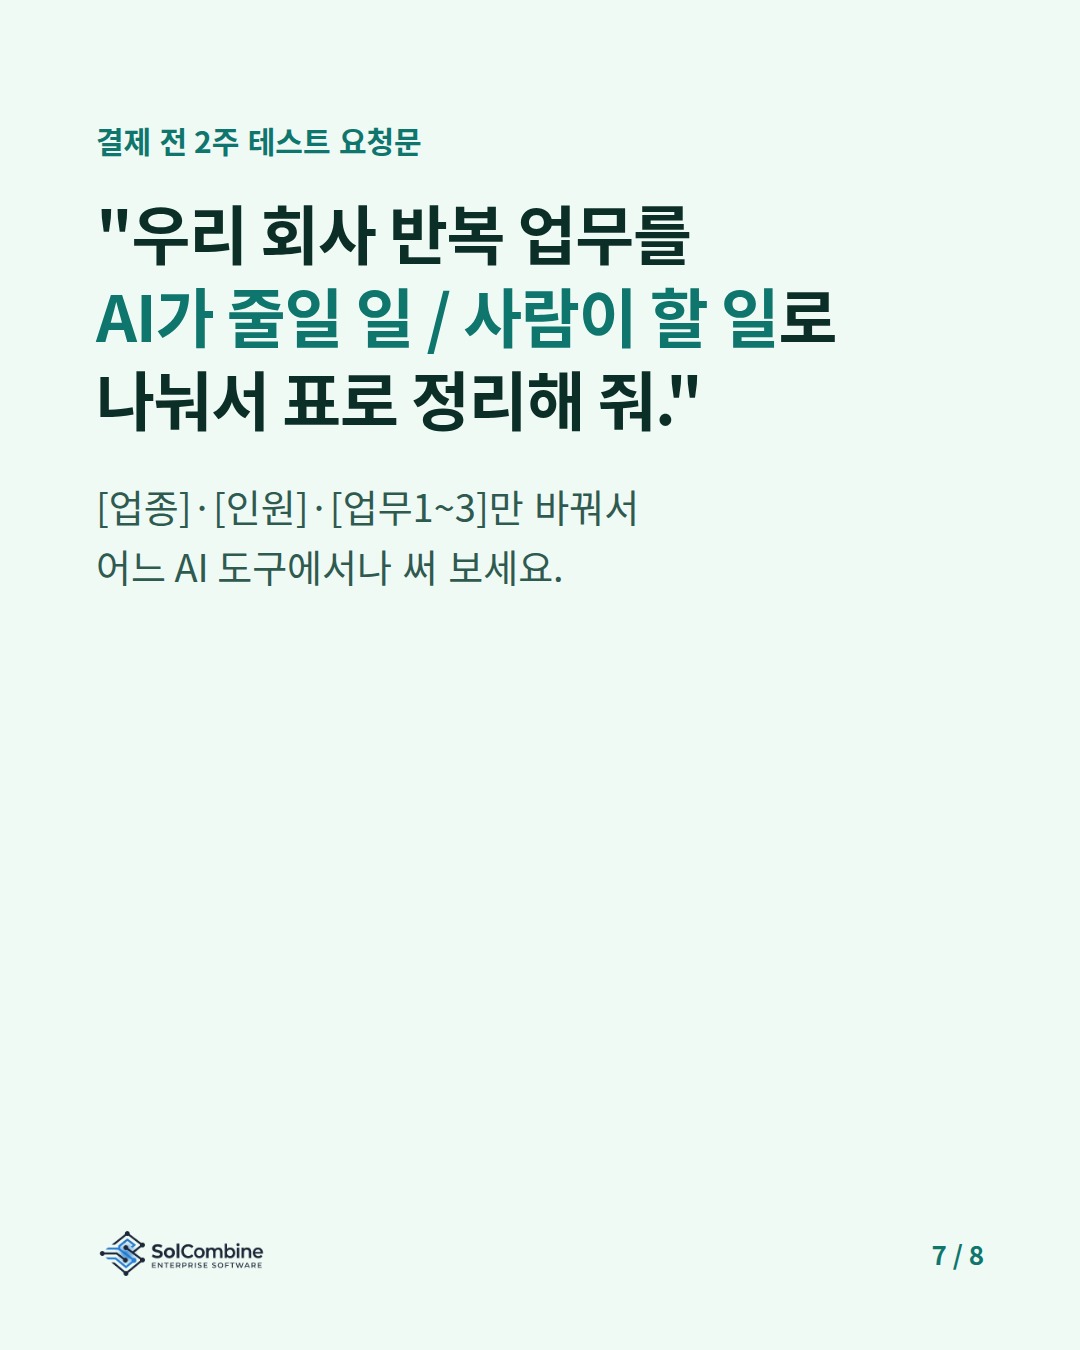 결제 전 2주 테스트 요청문
"우리 회사 반복 업무를
AI가 줄일 일 / 사람이 할 일로
나눠서 표로 정리해 줘."
[업종]·[인원]·[업무1~3]만 바꿔서
어느 AI 도구에서나 써 보세요.
SolCombine
ENTERPRISE SOFTWARE
7 / 8